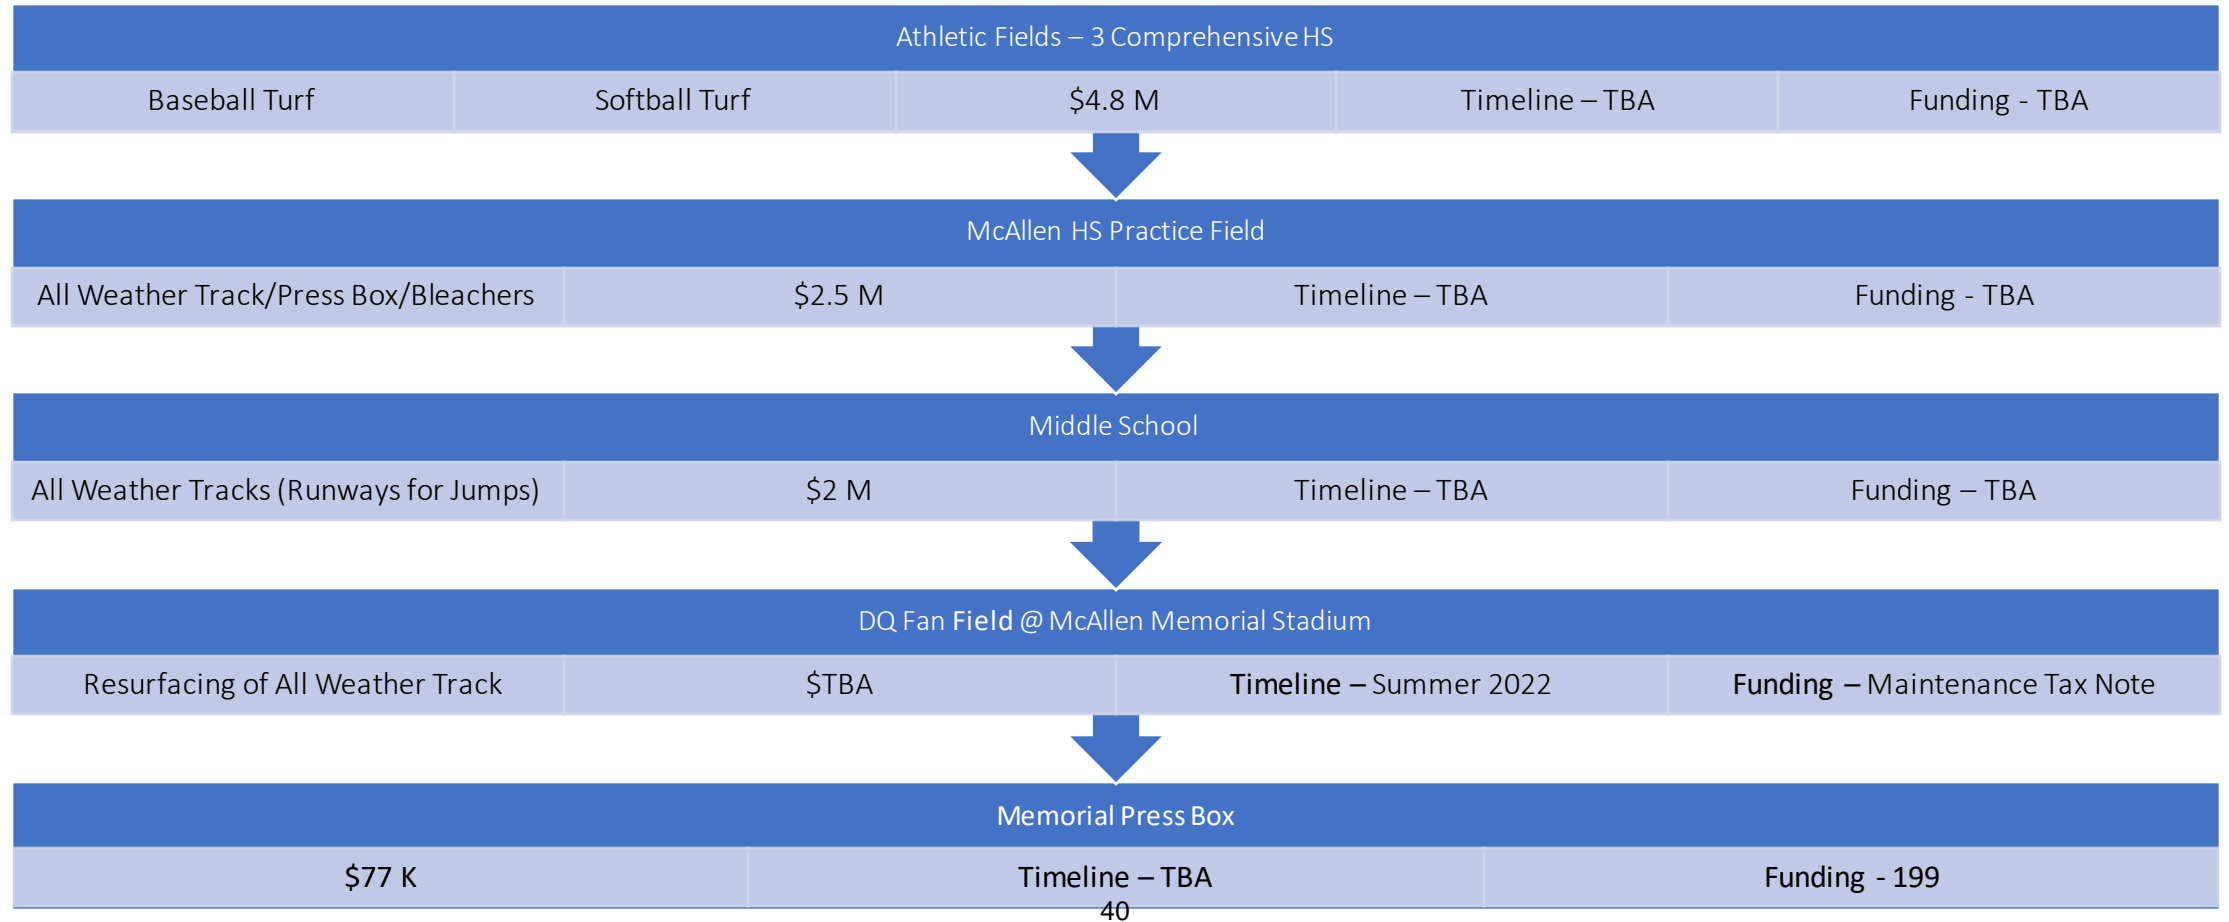 Athletic Fields – 3 Comprehensive HS
Baseball Turf Softball Turf $4.8 M Timeline – TBA Funding - TBA
McAllen HS Practice Field
All Weather Track/Press Box/Bleachers $2.5 M Timeline – TBA Funding - TBA
Middle School
All Weather Tracks (Runways for Jumps) $2 M Timeline – TBA Funding – TBA
DQ Fan Field @ McAllen Memorial Stadium
Resurfacing of All Weather Track $TBA Timeline – Summer 2022 Funding – Maintenance Tax Note
Memorial Press Box
$77 K Timeline – TBA Funding - 199
40